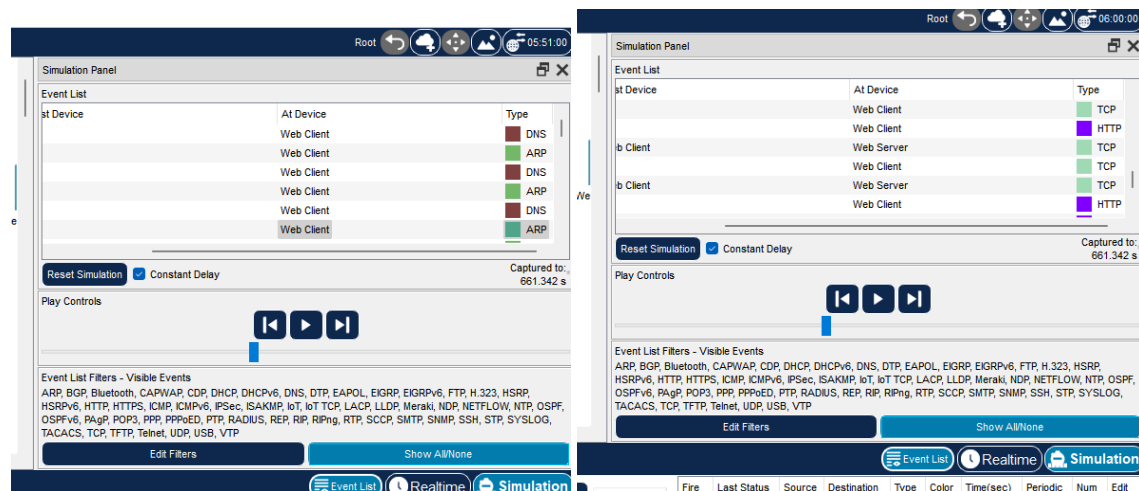 Root 05:51:00
Simulation Panel
Event List
st Device At Device Type
Web Client DNS
Web Client ARP
Web Client DNS
Web Client ARP
Web Client DNS
Web Client ARP
Reset Simulation Constant Delay Captured to:
661.342 s
Play Controls
Event List Filters - Visible Events
ARP, BGP, Bluetooth, CAPWAP, CDP, DHCP, DHCPv6, DNS, DTP, EAPOL, EIGRP, EIGRPv6, FTP, H.323, HSRP,
HSRPv6, HTTP, HTTPS, ICMP, ICMPv6, IPSec, ISAKMP, IoT, IoT TCP, LACP, LLDP, Meraki, NDP, NETFLOW, NTP, OSPF,
OSPFv6, PAgP, POP3, PPP, PPPoED, PTP, RADIUS, REP, RIP, RIPng, RTP, SCCP, SMTP, SNMP, SSH, STP, SYSLOG,
TACACS, TCP, TFTP, Telnet, UDP, USB, VTP
Edit Filters Show All/None
Event List Realtime Simulation
e
Root 06:00:00
Simulation Panel
Event List
st Device At Device Type
Web Client TCP
Web Client HTTP
b Client Web Server TCP
Web Client TCP
b Client Web Server TCP
Web Client HTTP
We
Reset Simulation Constant Delay Captured to:
661.342 s
Play Controls
Event List Filters - Visible Events
ARP, BGP, Bluetooth, CAPWAP, CDP, DHCP, DHCPv6, DNS, DTP, EAPOL, EIGRP, EIGRPv6, FTP, H.323, HSRP,
HSRPv6, HTTP, HTTPS, ICMP, ICMPv6, IPSec, ISAKMP, IoT, IoT TCP, LACP, LLDP, Meraki, NDP, NETFLOW, NTP, OSPF,
OSPFv6, PAgP, POP3, PPP, PPPoED, PTP, RADIUS, REP, RIP, RIPng, RTP, SCCP, SMTP, SNMP, SSH, STP, SYSLOG,
TACACS, TCP, TFTP, Telnet, UDP, USB, VTP
Edit Filters Show All/None
Event List Realtime Simulation
Fire Last Status Source Destination Type Color Time(sec) Periodic Num Edit